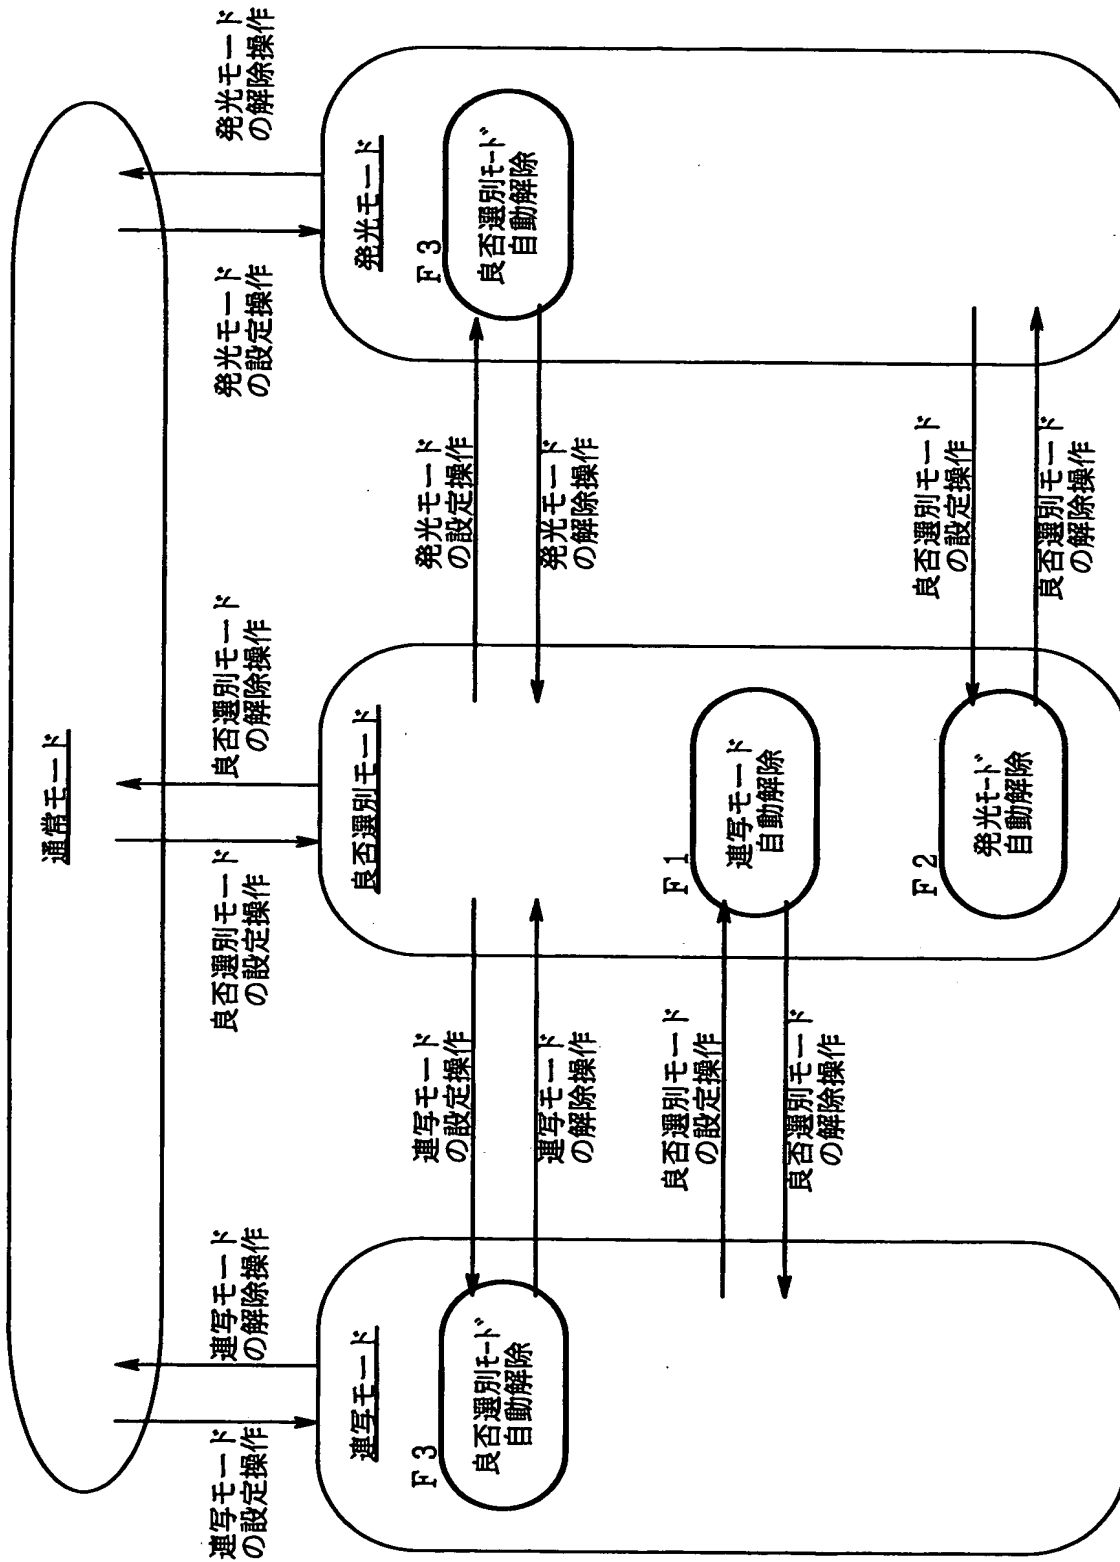 通常モード
連写モード
の設定操作
連写モード
の解除操作
良否選別モード
の設定操作
良否選別モード
の解除操作
発光モード
の設定操作
発光モード
の解除操作
連写モード
良否選別モード
発光モード
F3
良否選別モード
自動解除
連写モード
の設定操作
連写モード
の解除操作
発光モード
の設定操作
発光モード
の解除操作
F3
良否選別モード
自動解除
良否選別モード
の設定操作
良否選別モード
の解除操作
F1
連写モード
自動解除
F2
発光モード
自動解除
良否選別モード
の設定操作
良否選別モード
の解除操作